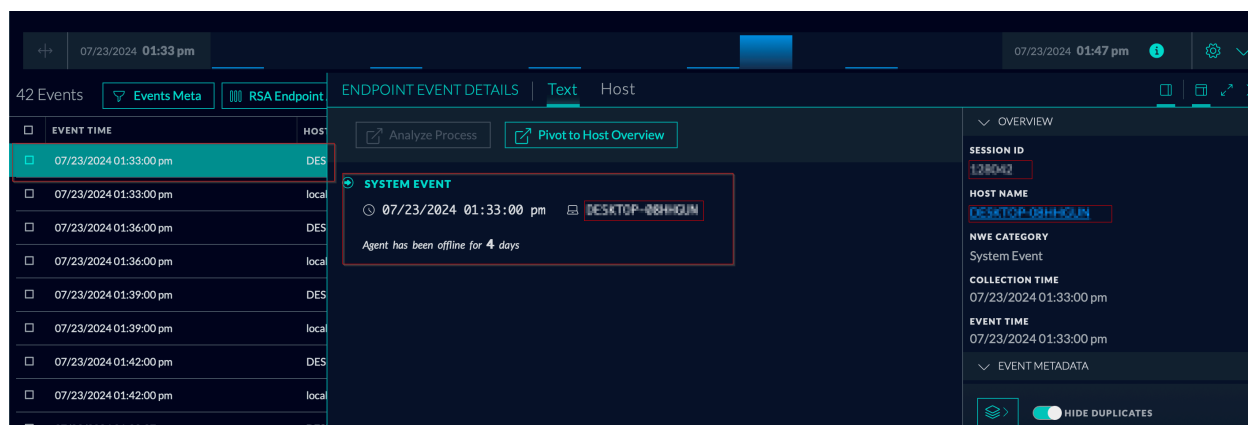 07/23/2024 01:33 pm
07/23/2024 01:47 pm
42 Events
Events Meta
RSA Endpoint
EVENT TIME
HOST
07/23/2024 01:33:00 pm
DES
07/23/2024 01:33:00 pm
local
07/23/2024 01:36:00 pm
DES
07/23/2024 01:36:00 pm
local
07/23/2024 01:39:00 pm
DES
07/23/2024 01:39:00 pm
local
07/23/2024 01:42:00 pm
DES
07/23/2024 01:42:00 pm
local
ENDPOINT EVENT DETAILS
Text
Host
Analyze Process
Pivot to Host Overview
SYSTEM EVENT
07/23/2024 01:33:00 pm
Agent has been offline for 4 days
OVERVIEW
SESSION ID
HOST NAME
NWE CATEGORY
System Event
COLLECTION TIME
07/23/2024 01:33:00 pm
EVENT TIME
07/23/2024 01:33:00 pm
EVENT METADATA
HIDE DUPLICATES